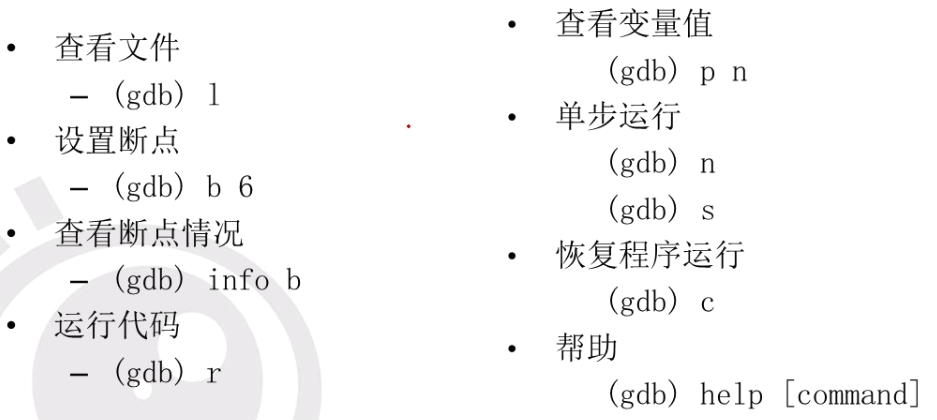 • 查看文件
– (gdb) l
• 设置断点
– (gdb) b 6
• 查看断点情况
– (gdb) info b
• 运行代码
– (gdb) r
• 查看变量值
(gdb) p n
• 单步运行
(gdb) n
(gdb) s
• 恢复程序运行
(gdb) c
• 帮助
(gdb) help [command]